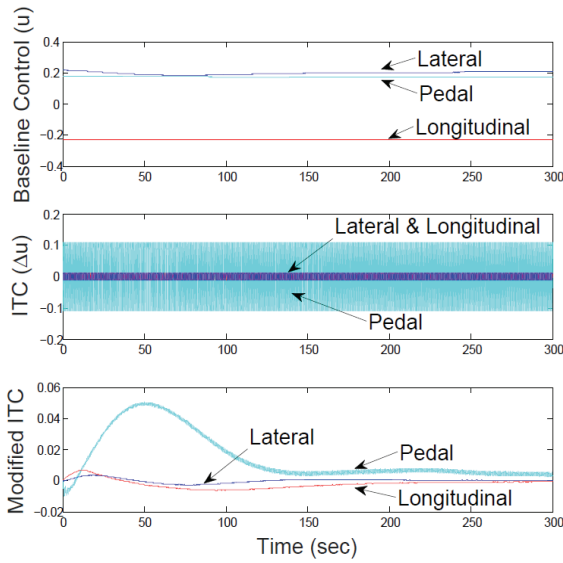 Baseline Control (u)
0.4
0.2
0
−0.2
−0.4
0 50 100 150 200 250 300
Lateral
Pedal
Longitudinal
ITC (Δu)
0.2
0.1
0
−0.1
−0.2
0 50 100 150 200 250 300
Lateral & Longitudinal
Pedal
Modified ITC
0.06
0.04
0.02
0
−0.02
0 50 100 150 200 250 300
Lateral
Pedal
Longitudinal
Time (sec)